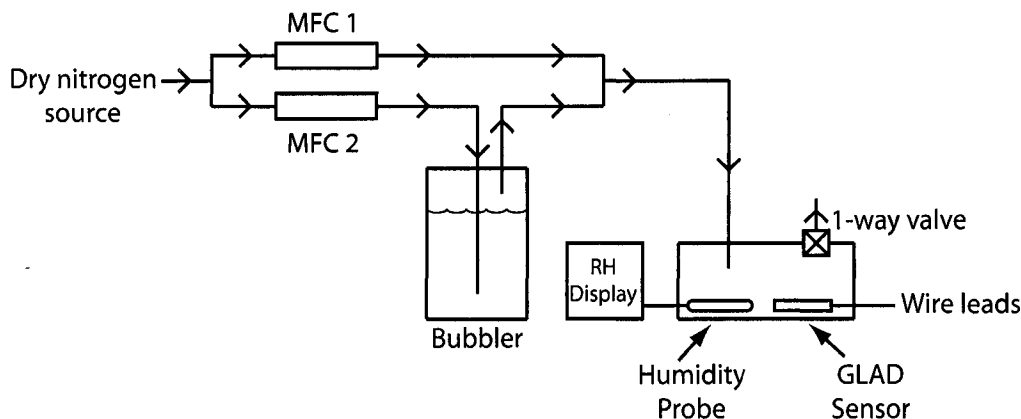 MFC 1
Dry nitrogen
source
MFC 2
1-way valve
RH
Display
Wire leads
Bubbler
Humidity
Probe
GLAD
Sensor